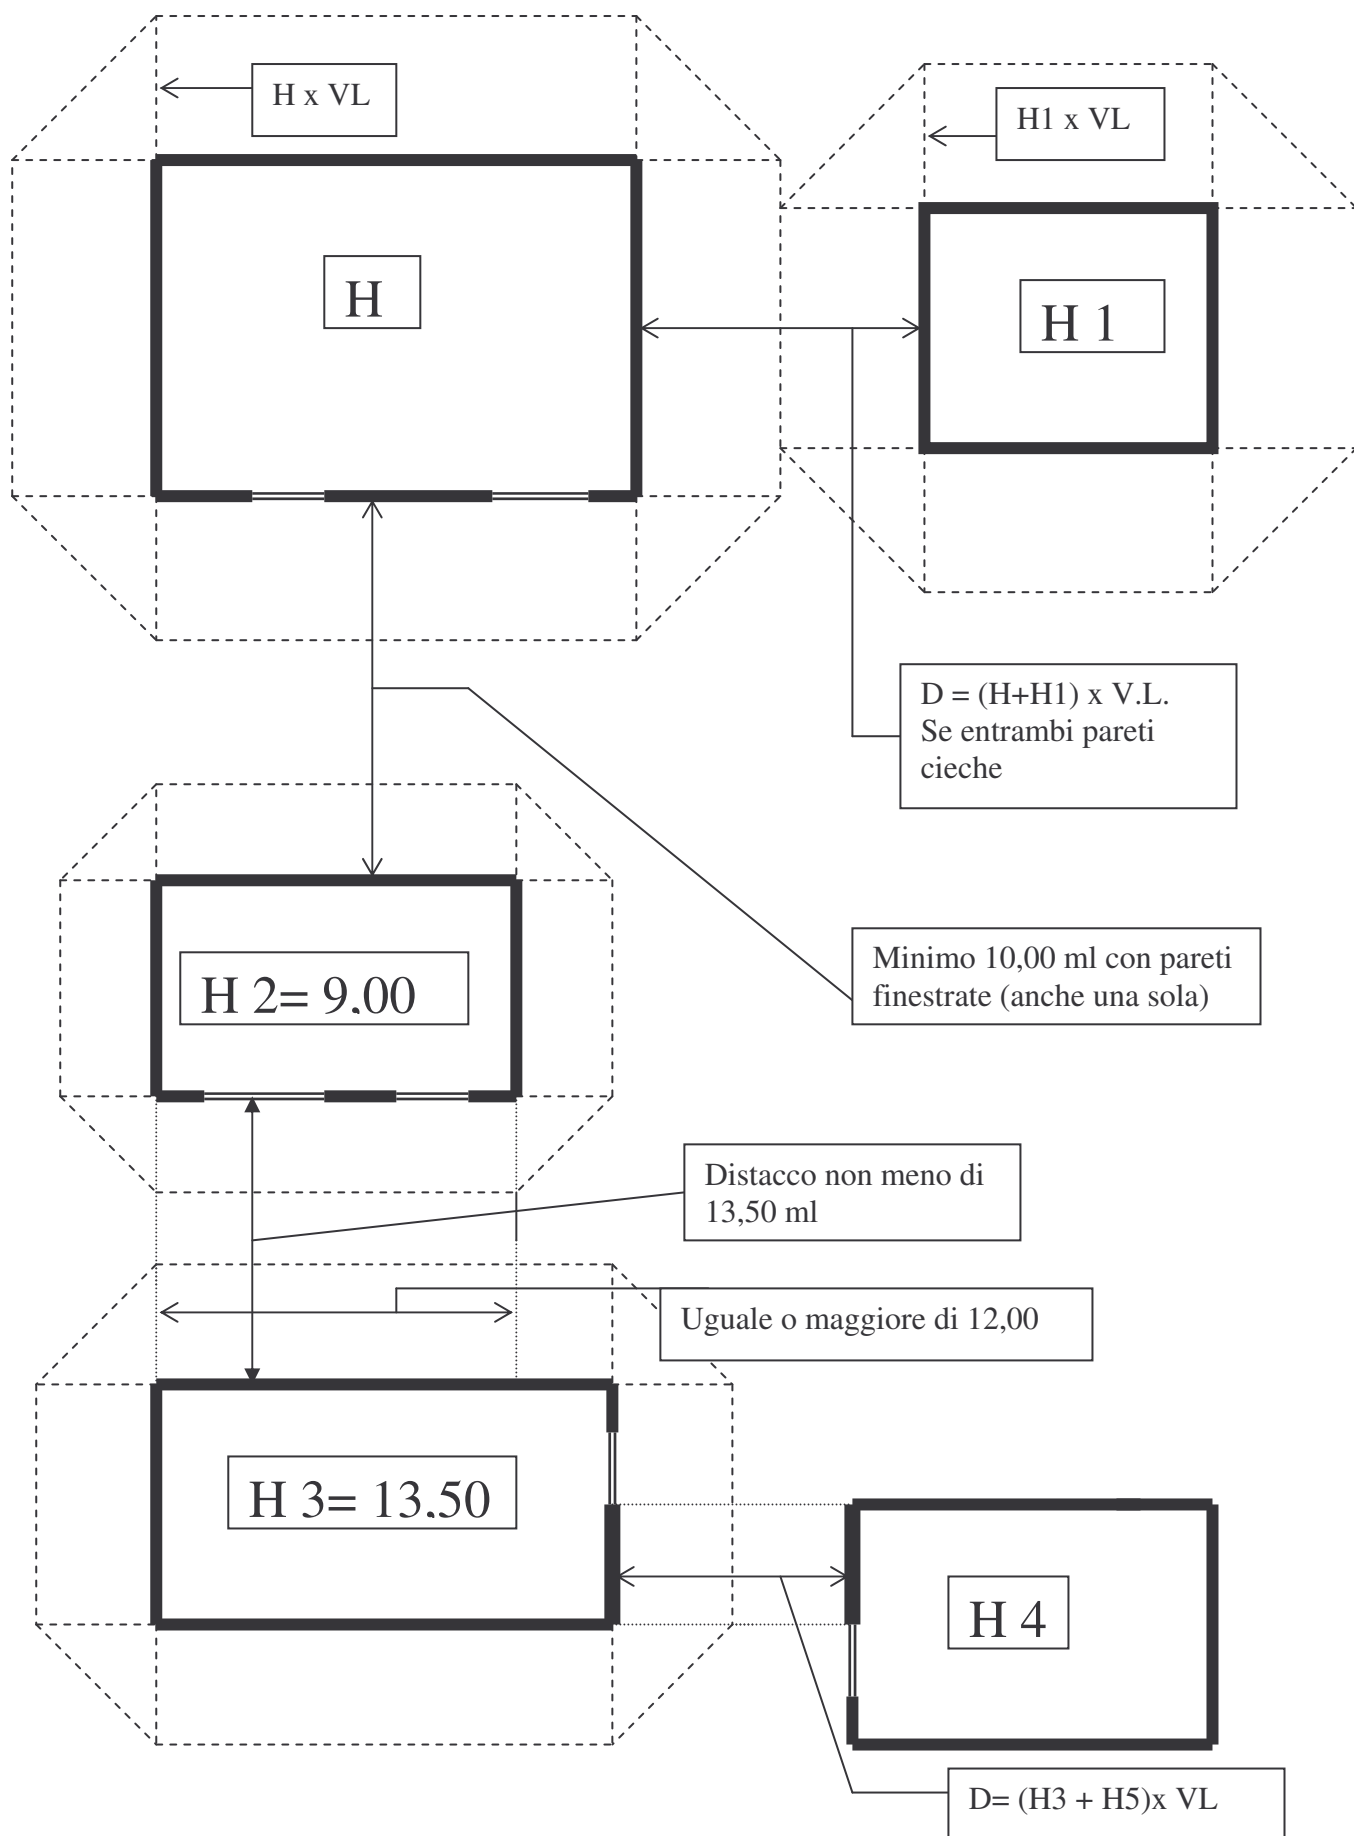 H x VL
H1 x VL
H
H 1
D = (H+H1) x V.L.
Se entrambi pareti
cieche
H 2= 9,00
Minimo 10,00 ml con pareti
finestrate (anche una sola)
Distacco non meno di
13,50 ml
Uguale o maggiore di 12,00
H 3= 13,50
H 4
D= (H3 + H5)x VL